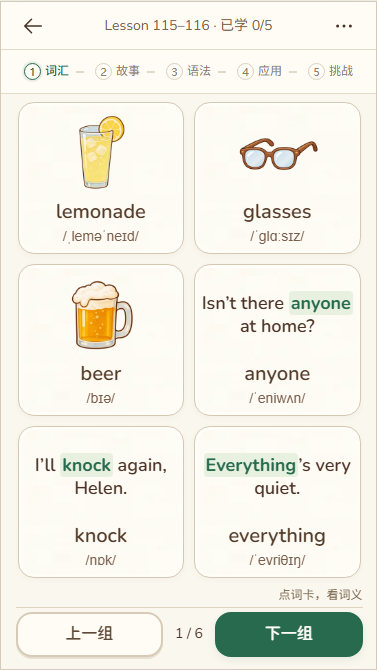 Lesson 115–116 · 已学 0/5
1 词汇 – 2 故事 – 3 语法 – 4 应用 – 5 挑战
lemonade
/ˌleməˈneɪd/
glasses
/ˈɡlɑːsɪz/
beer
/bɪə/
Isn’t there anyone
at home?
anyone
/ˈeniwʌn/
I’ll knock again,
Helen.
knock
/nɒk/
Everything’s very
quiet.
everything
/ˈevriθɪŋ/
点词卡，看词义
上一组
1 / 6
下一组